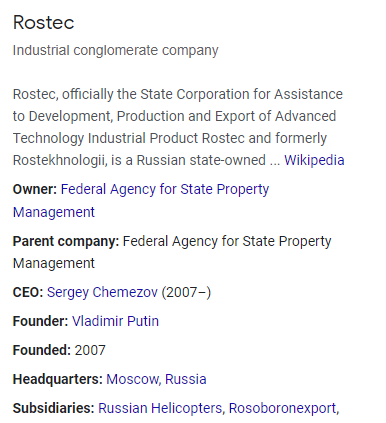 Rostec
Industrial conglomerate company
Rostec, officially the State Corporation for Assistance
to Development, Production and Export of Advanced
Technology Industrial Product Rostec and formerly
Rostekhnologii, is a Russian state-owned ... Wikipedia
Owner: Federal Agency for State Property
Management
Parent company: Federal Agency for State Property
Management
CEO: Sergey Chemezov (2007–)
Founder: Vladimir Putin
Founded: 2007
Headquarters: Moscow, Russia
Subsidiaries: Russian Helicopters, Rosoboronexport,